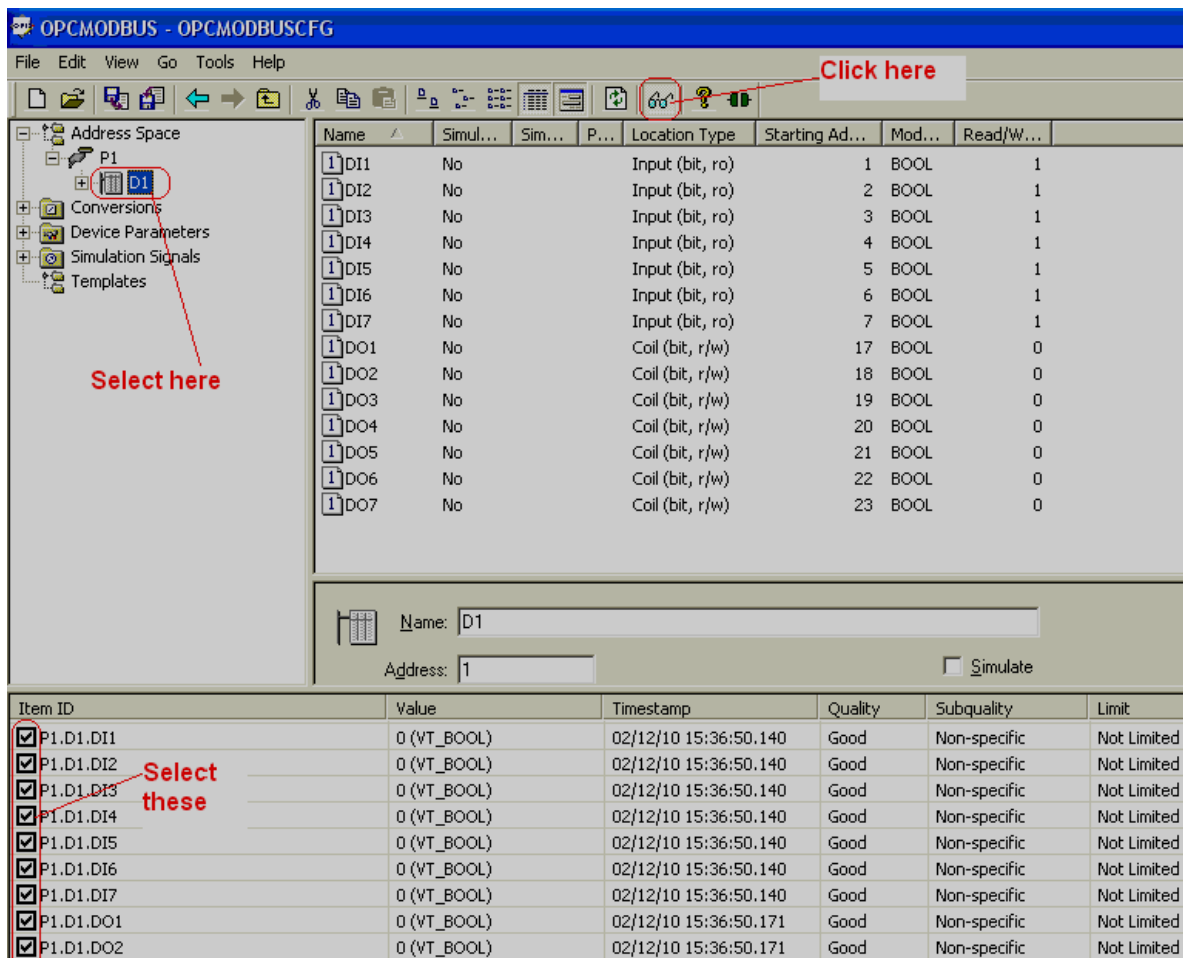 OPCMODBUS - OPCMODBUSCFG
File Edit View Go Tools Help
Click here
Address Space
P1
D1
Conversions
Device Parameters
Simulation Signals
Templates
Select here
Name Simul... Sim... P... Location Type Starting Ad... Mod... Read/W...
DI1 No Input (bit, ro) 1 BOOL 1
DI2 No Input (bit, ro) 2 BOOL 1
DI3 No Input (bit, ro) 3 BOOL 1
DI4 No Input (bit, ro) 4 BOOL 1
DI5 No Input (bit, ro) 5 BOOL 1
DI6 No Input (bit, ro) 6 BOOL 1
DI7 No Input (bit, ro) 7 BOOL 1
DO1 No Coil (bit, r/w) 17 BOOL 0
DO2 No Coil (bit, r/w) 18 BOOL 0
DO3 No Coil (bit, r/w) 19 BOOL 0
DO4 No Coil (bit, r/w) 20 BOOL 0
DO5 No Coil (bit, r/w) 21 BOOL 0
DO6 No Coil (bit, r/w) 22 BOOL 0
DO7 No Coil (bit, r/w) 23 BOOL 0
Name: D1
Address: 1 Simulate
Item ID Value Timestamp Quality Subquality Limit
P1.D1.DI1 0 (VT_BOOL) 02/12/10 15:36:50.140 Good Non-specific Not Limited
P1.D1.DI2 0 (VT_BOOL) 02/12/10 15:36:50.140 Good Non-specific Not Limited
P1.D1.DI3 0 (VT_BOOL) 02/12/10 15:36:50.140 Good Non-specific Not Limited
P1.D1.DI4 0 (VT_BOOL) 02/12/10 15:36:50.140 Good Non-specific Not Limited
P1.D1.DI5 0 (VT_BOOL) 02/12/10 15:36:50.140 Good Non-specific Not Limited
P1.D1.DI6 0 (VT_BOOL) 02/12/10 15:36:50.140 Good Non-specific Not Limited
P1.D1.DI7 0 (VT_BOOL) 02/12/10 15:36:50.140 Good Non-specific Not Limited
P1.D1.DO1 0 (VT_BOOL) 02/12/10 15:36:50.171 Good Non-specific Not Limited
P1.D1.DO2 0 (VT_BOOL) 02/12/10 15:36:50.171 Good Non-specific Not Limited
Select
these